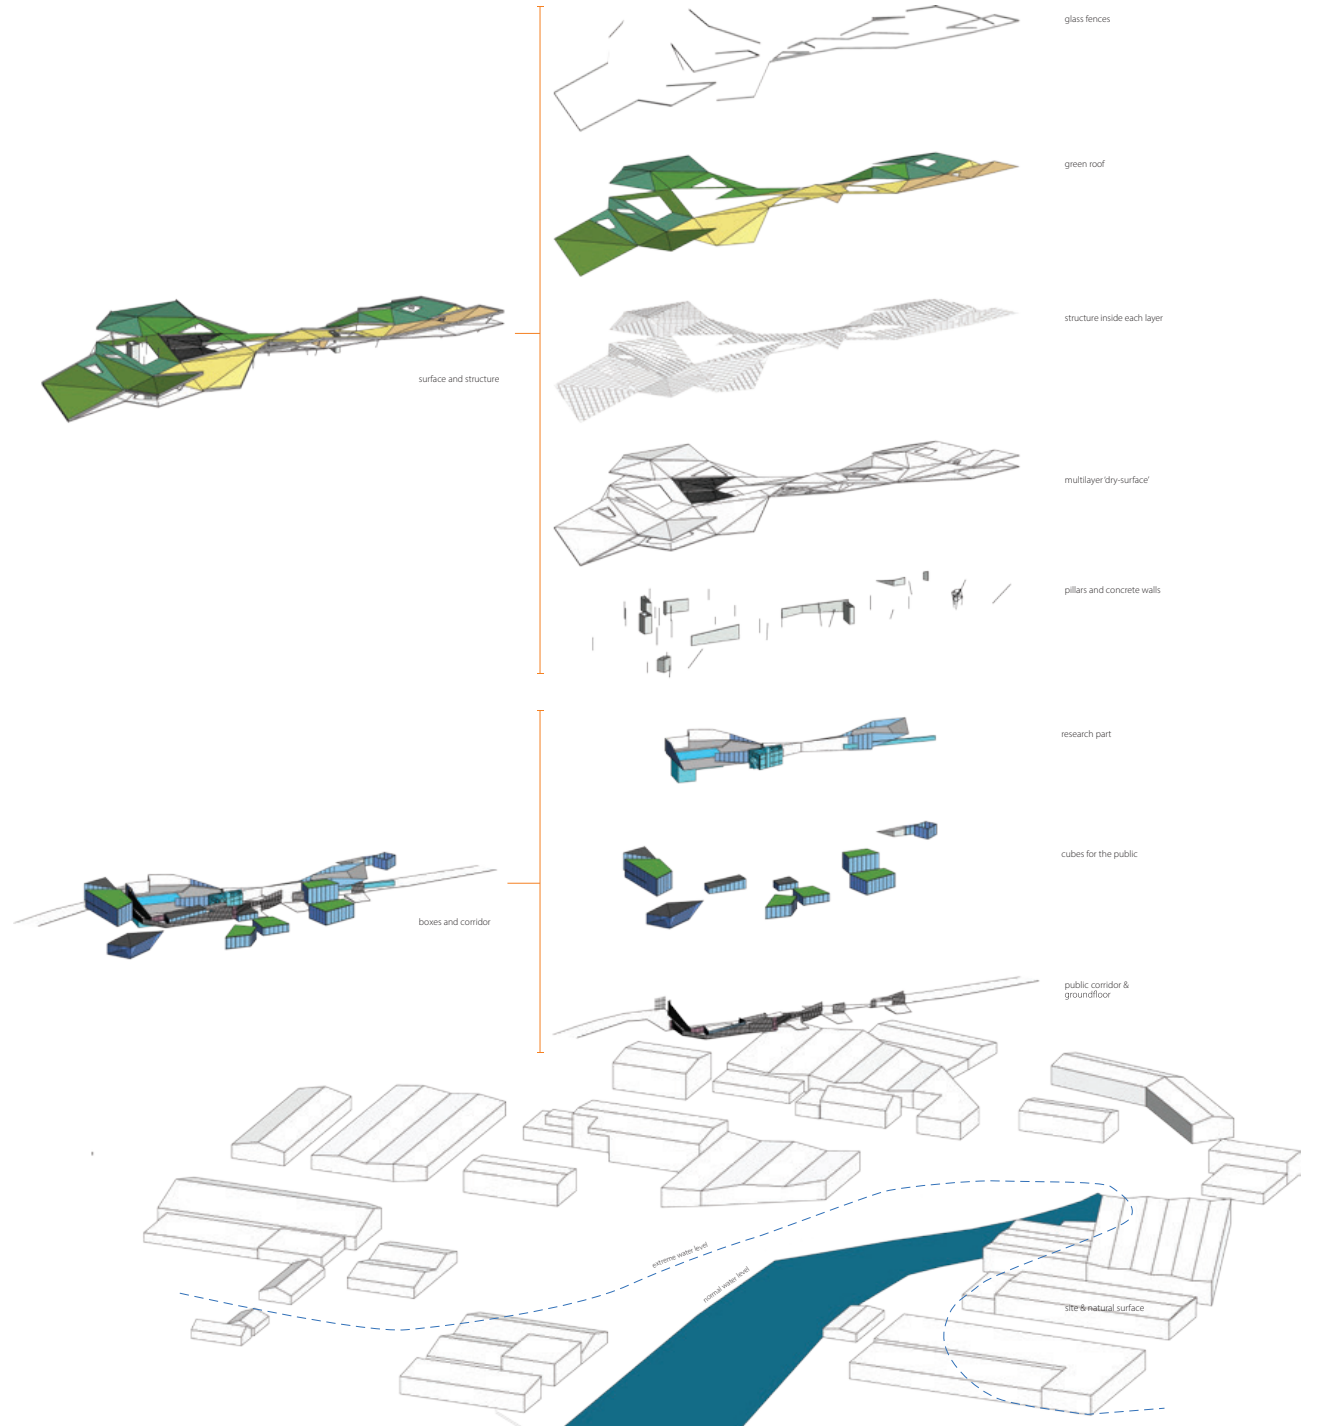 glass fences
green roof
structure inside each layer
surface and structure
multilayer 'dry-surface'
pillars and concrete walls
research part
cubes for the public
boxes and corridor
public corridor &
groundfloor
extreme water level
normal water level
site & natural surface